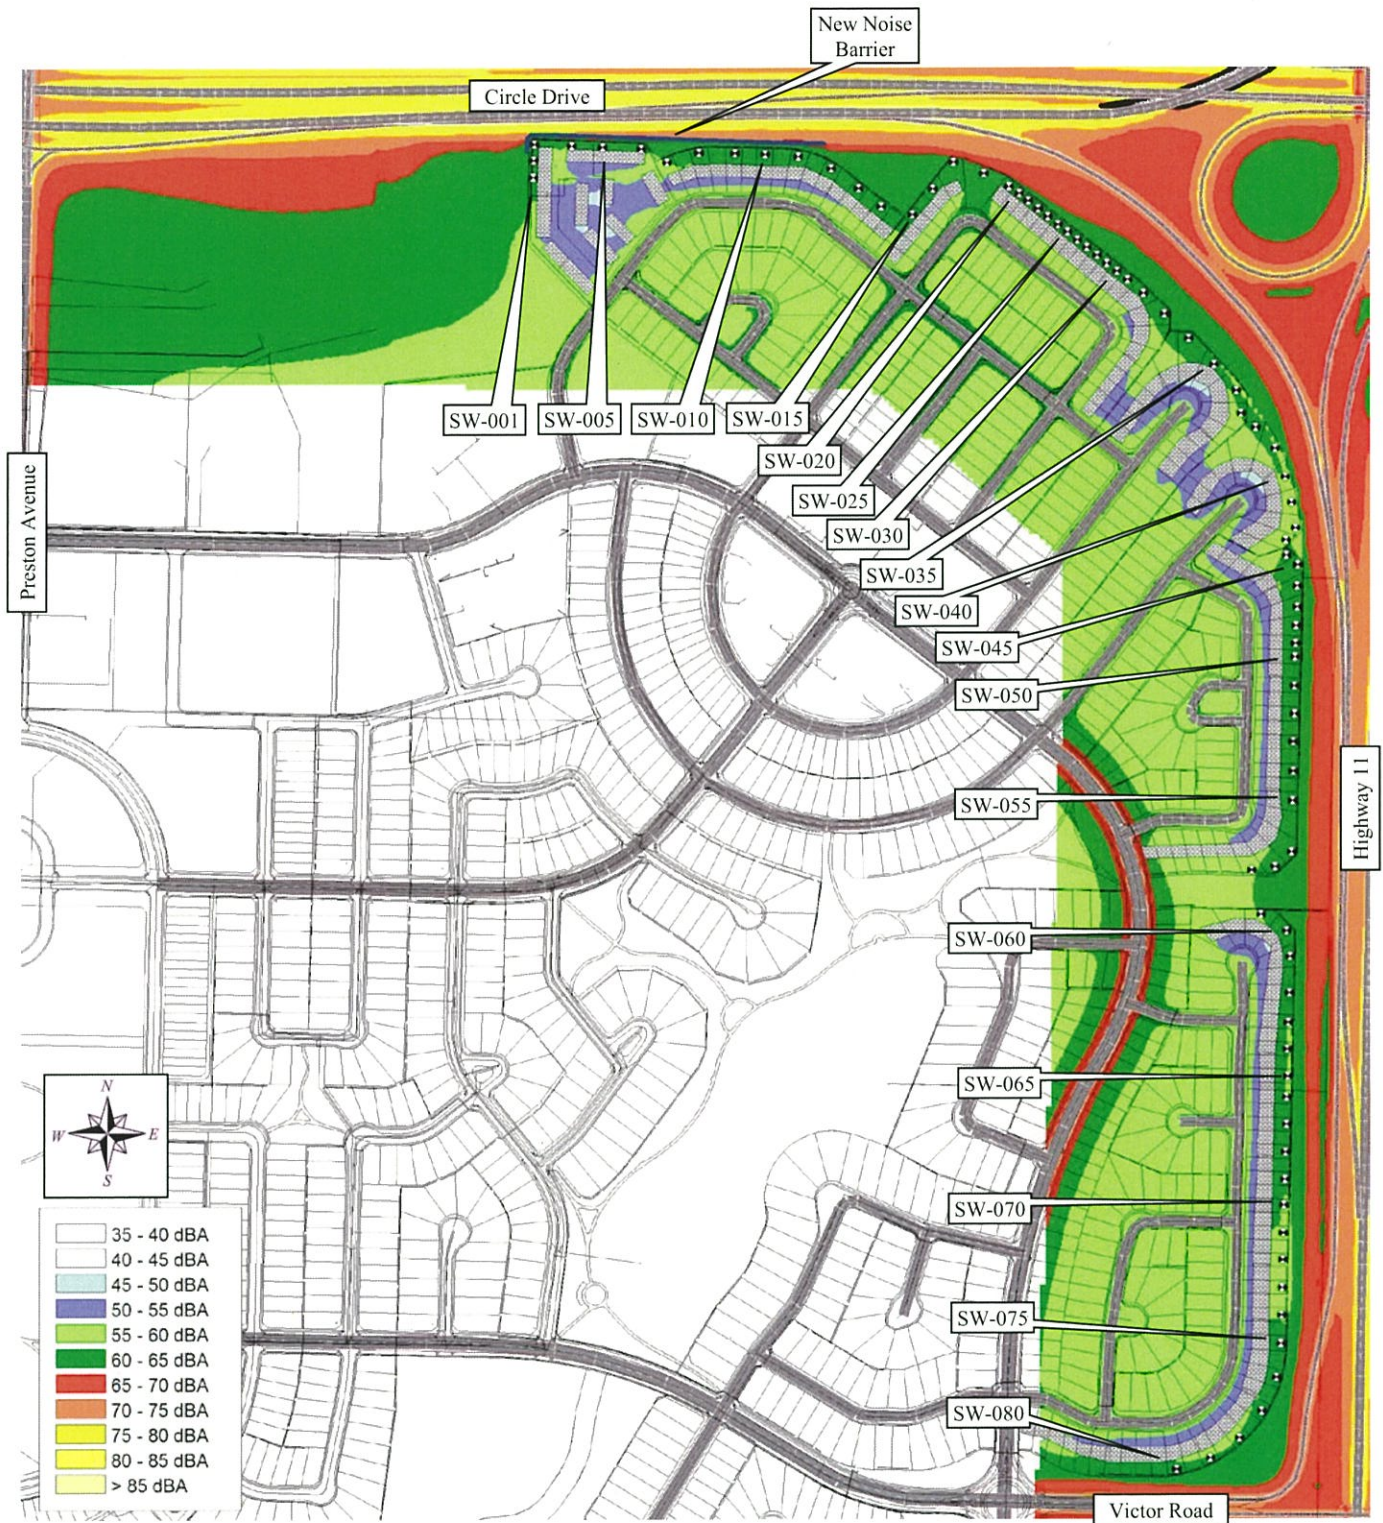 New Noise
Barrier
Circle Drive
SW-001
SW-005
SW-010
SW-015
SW-020
SW-025
SW-030
SW-035
SW-040
SW-045
SW-050
SW-055
SW-060
SW-065
SW-070
SW-075
SW-080
Preston Avenue
Highway 11
Victor Road
N
W
E
S
35 - 40 dBA
40 - 45 dBA
45 - 50 dBA
50 - 55 dBA
55 - 60 dBA
60 - 65 dBA
65 - 70 dBA
70 - 75 dBA
75 - 80 dBA
80 - 85 dBA
> 85 dBA